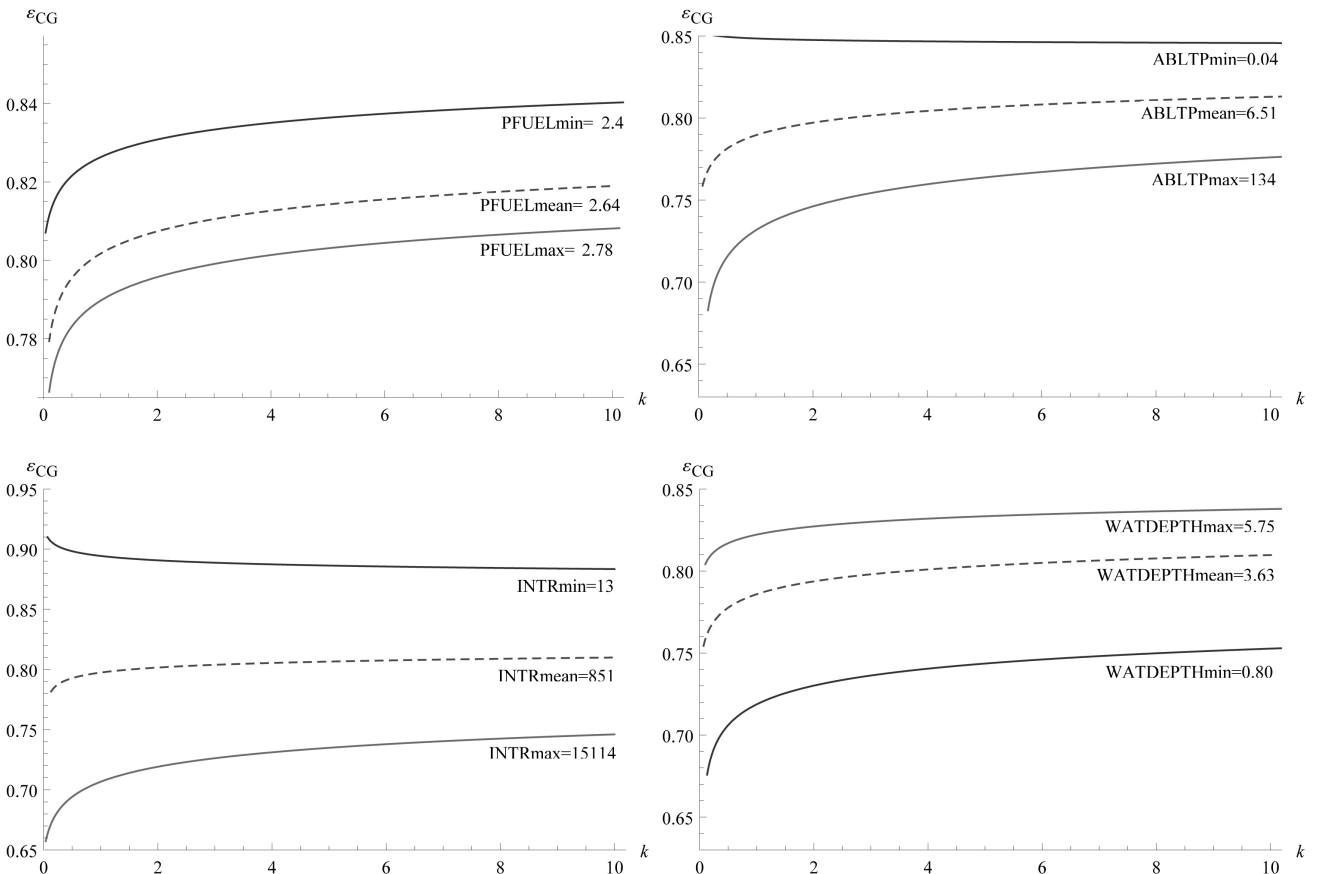 εCG
0.84
0.82
0.80
0.78
PFUELmin= 2.4
PFUELmean= 2.64
PFUELmax= 2.78
0 2 4 6 8 10 k
εCG
0.85
0.80
0.75
0.70
0.65
ABLTPmin=0.04
ABLTPmean=6.51
ABLTPmax=134
0 2 4 6 8 10 k
εCG
0.95
0.90
0.85
0.80
0.75
0.70
0.65
INTRmin=13
INTRmean=851
INTRmax=15114
0 2 4 6 8 10 k
εCG
0.85
0.80
0.75
0.70
0.65
WATDEPTHmax=5.75
WATDEPTHmean=3.63
WATDEPTHmin=0.80
0 2 4 6 8 10 k